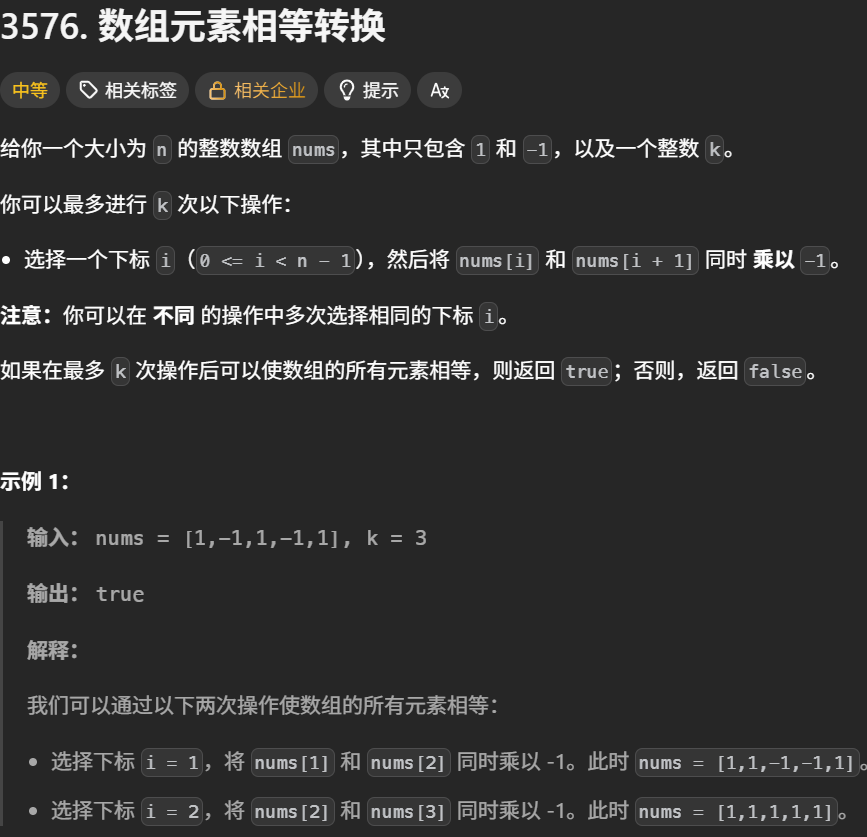 3576. 数组元素相等转换
中等 相关标签 相关企业 提示 Ax
给你一个大小为 n 的整数数组 nums，其中只包含 1 和 -1，以及一个整数 k。
你可以最多进行 k 次以下操作：
• 选择一个下标 i（0 <= i < n - 1），然后将 nums[i] 和 nums[i + 1] 同时 乘以 -1。
注意：你可以在 不同 的操作中多次选择相同的下标 i。
如果在最多 k 次操作后可以使数组的所有元素相等，则返回 true；否则，返回 false。
示例 1：
输入： nums = [1,-1,1,-1,1], k = 3
输出： true
解释：
我们可以通过以下两次操作使数组的所有元素相等：
• 选择下标 i = 1，将 nums[1] 和 nums[2] 同时乘以 -1。此时 nums = [1,1,-1,-1,1]。
• 选择下标 i = 2，将 nums[2] 和 nums[3] 同时乘以 -1。此时 nums = [1,1,1,1,1]。